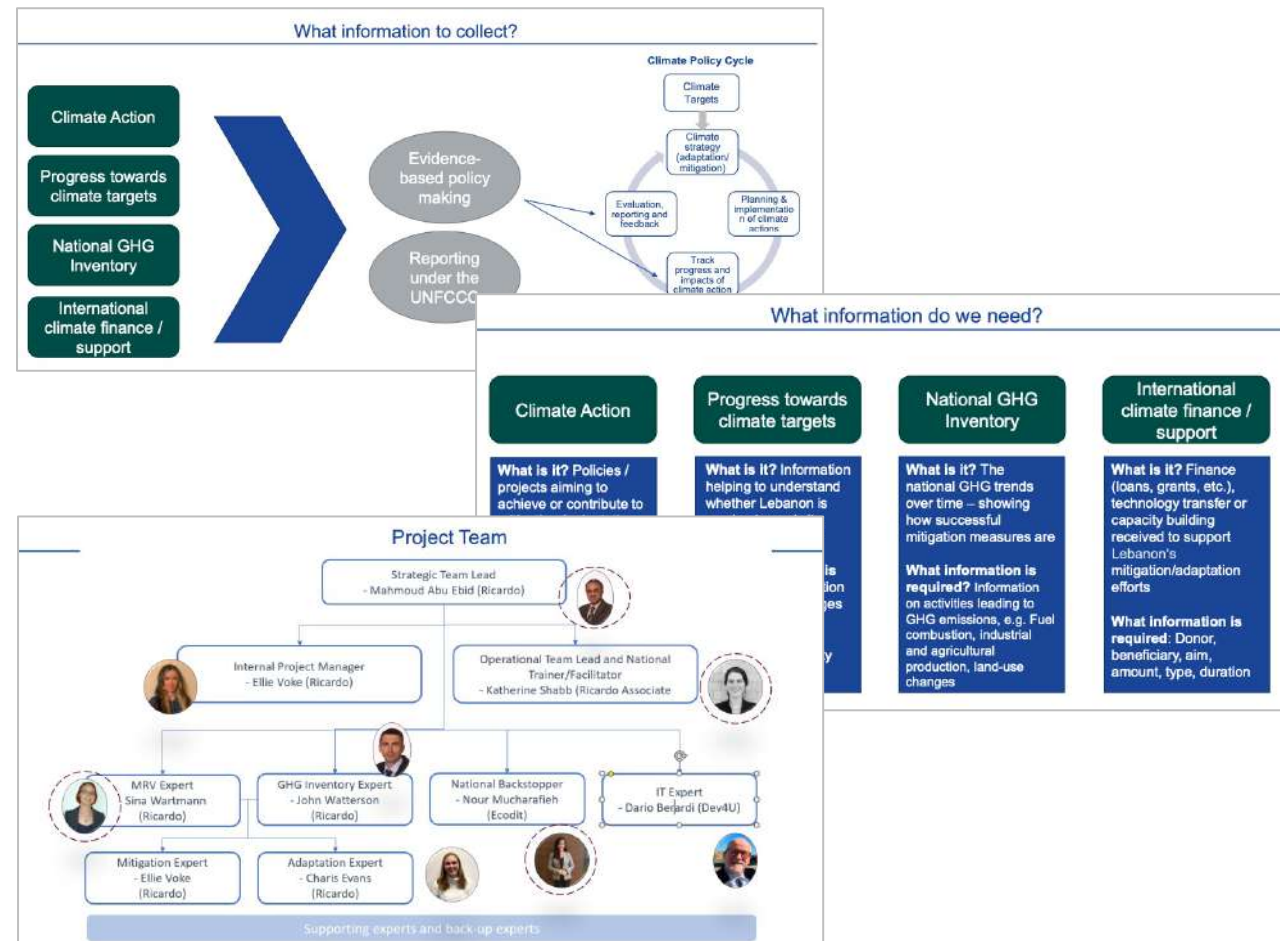 What information to collect?
Climate Action
Progress towards
climate targets
National GHG
Inventory
International
climate finance /
support
Evidence-
based policy
making
Reporting
under the
UNFCCC
Climate Policy Cycle
Climate
Targets
Climate
strategy
(adaptation/
mitigation)
Planning &
implementatio
n of climate
actions
Evaluation,
reporting and
feedback
Track
progress and
impacts of
climate action
What information do we need?
Climate Action
What is it? Policies /
projects aiming to
achieve or contribute to
Progress towards
climate targets
What is it? Information
helping to understand
whether Lebanon is
is
National GHG
Inventory
What is it? The
national GHG trends
over time – showing
how successful
mitigation measures are
What information is
required? Information
on activities leading to
GHG emissions, e.g. Fuel
combustion, industrial
and agricultural
production, land-use
changes
International
climate finance /
support
What is it? Finance
(loans, grants, etc.),
technology transfer or
capacity building
received to support
Lebanon's
mitigation/adaptation
efforts
What information is
required: Donor,
beneficiary, aim,
amount, type, duration
Project Team
Strategic Team Lead
- Mahmoud Abu Ebid (Ricardo)
Internal Project Manager
- Ellie Voke (Ricardo)
Operational Team Lead and National
Trainer/Facilitator
- Katherine Shabb (Ricardo Associate
MRV Expert
Sina Wartmann
(Ricardo)
GHG Inventory Expert
- John Watterson
(Ricardo)
National Backstopper
- Nour Mucharafieh
(Ecodit)
IT Expert
- Dario Berardi (Dev4U)
Mitigation Expert
- Ellie Voke
(Ricardo)
Adaptation Expert
- Charis Evans
(Ricardo)
Supporting experts and back-up experts